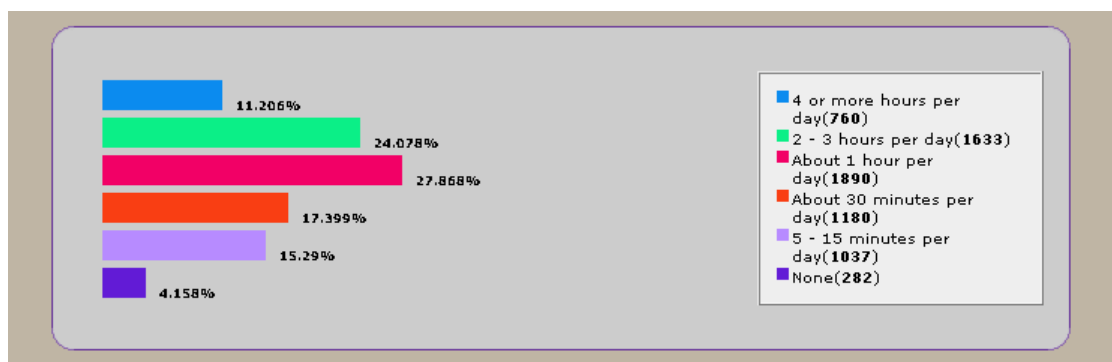 11.206%
24.078%
27.868%
17.399%
15.29%
4.158%
4 or more hours per
day(760)
2 - 3 hours per day(1633)
About 1 hour per
day(1890)
About 30 minutes per
day(1180)
5 - 15 minutes per
day(1037)
None(282)